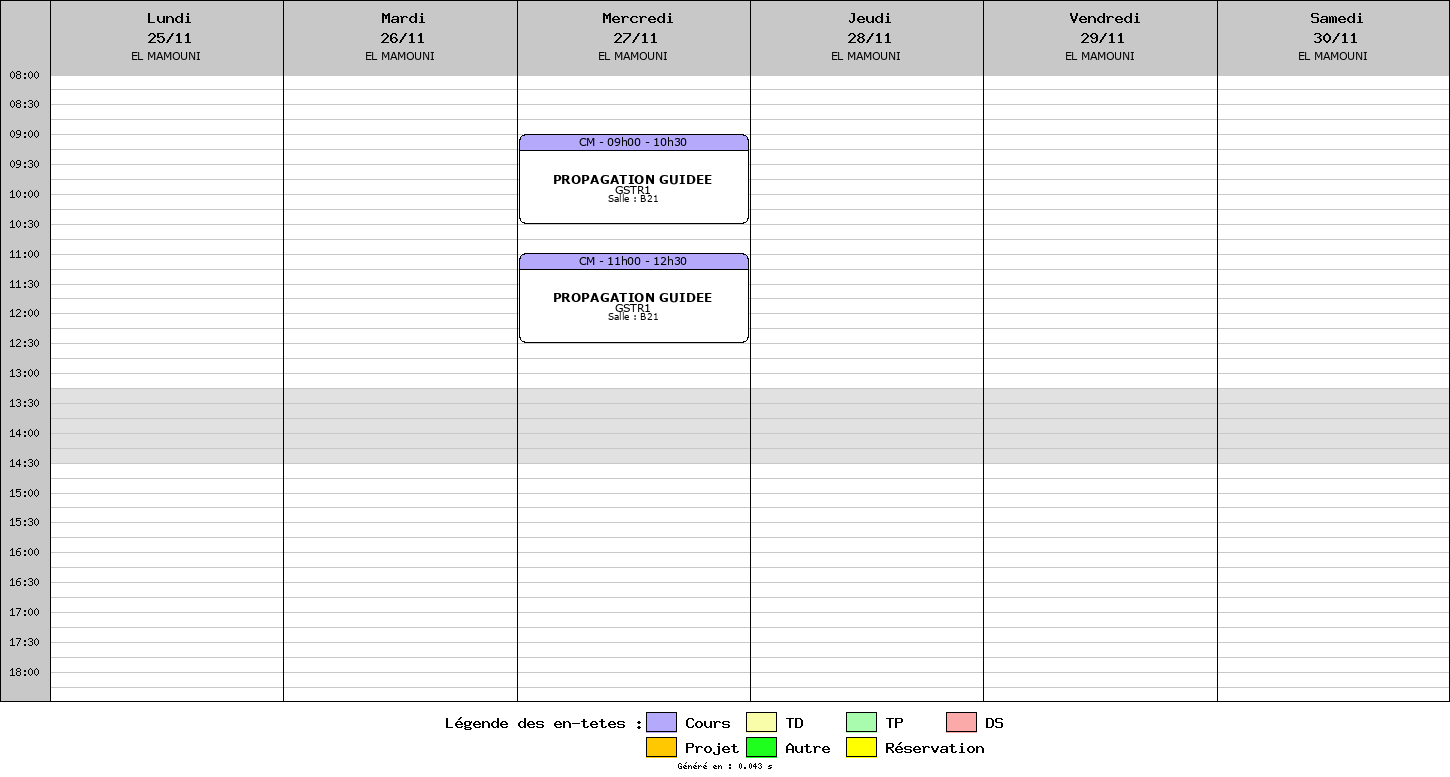 Lundi
25/11
EL MAMOUNI
Mardi
26/11
EL MAMOUNI
Mercredi
27/11
EL MAMOUNI
Jeudi
28/11
EL MAMOUNI
Vendredi
29/11
EL MAMOUNI
Samedi
30/11
EL MAMOUNI
08:00
08:30
09:00
09:30
10:00
10:30
11:00
11:30
12:00
12:30
13:00
13:30
14:00
14:30
15:00
15:30
16:00
16:30
17:00
17:30
18:00
CM - 09h00 - 10h30
PROPAGATION GUIDEE
GSTR1
Salle : B21
CM - 11h00 - 12h30
PROPAGATION GUIDEE
GSTR1
Salle : B21
Légende des en-tetes : Cours TD TP DS
Projet Autre Réservation
Généré en : 0.043 s